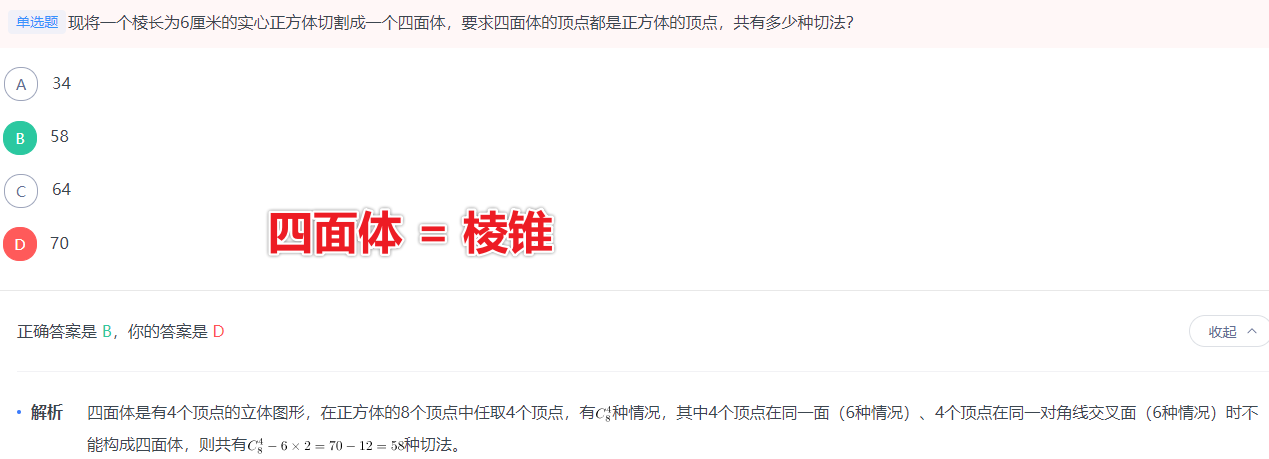 单选题 现将一个棱长为6厘米的实心正方体切割成一个四面体，要求四面体的顶点都是正方体的顶点，共有多少种切法？
A 34
B 58
C 64
D 70
四面体 = 棱锥
正确答案是 B，你的答案是 D
收起
• 解析 四面体是有4个顶点的立体图形，在正方体的8个顶点中任取4个顶点，有$C_8^4$种情况，其中4个顶点在同一面（6种情况）、4个顶点在同一对角线交叉面（6种情况）时不
能构成四面体，则共有$C_8^4 - 6 \times 2 = 70 - 12 = 58$种切法。